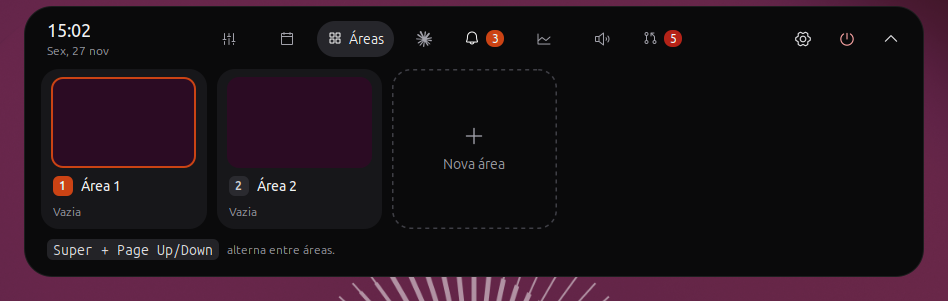 15:02
Sex, 27 nov
Áreas
3
5
1 Área 1
Vazia
2 Área 2
Vazia
Nova área
Super + Page Up/Down alterna entre áreas.